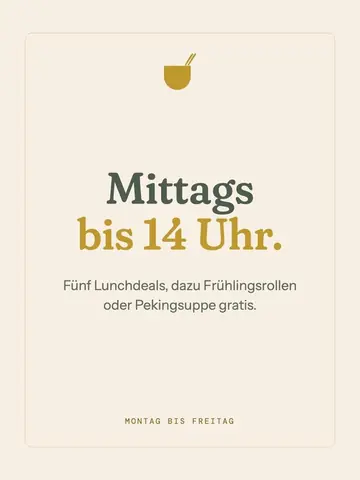 Mittags
bis 14 Uhr.
Fünf Lunchdeals, dazu Frühlingsrollen
oder Pekingsuppe gratis.
MONTAG BIS FREITAG